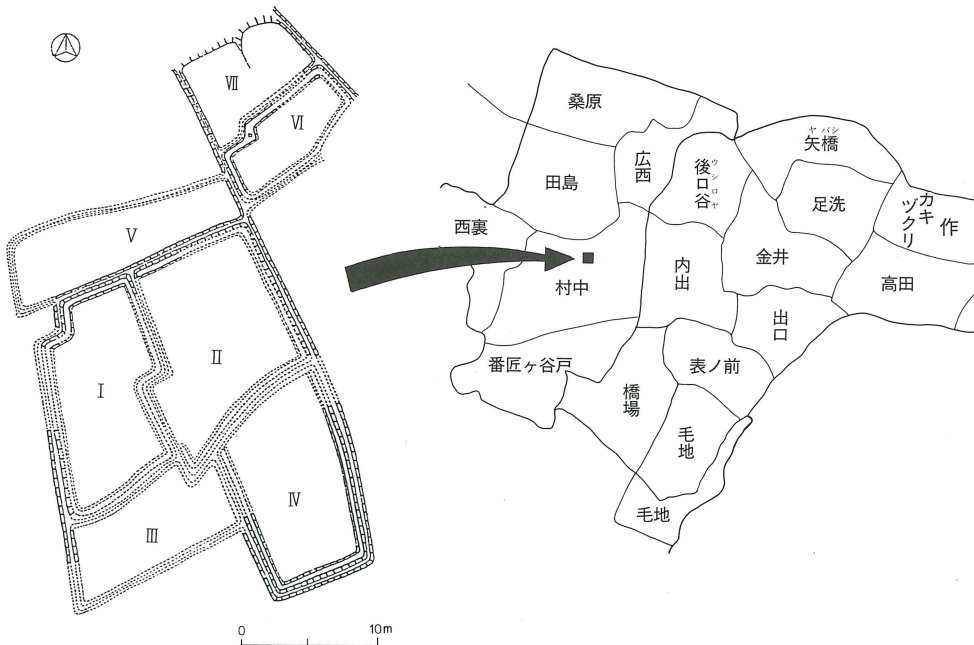 Ⅶ
Ⅵ
Ⅴ
Ⅱ
Ⅰ
Ⅳ
Ⅲ
0
10m
桑原
田島
広西
後口谷
ウシロヤ
矢橋
ヤバシ
足洗
カキヅクリ
作
西裏
村中
内出
金井
高田
出口
番匠ヶ谷戸
橋場
表ノ前
毛地
毛地